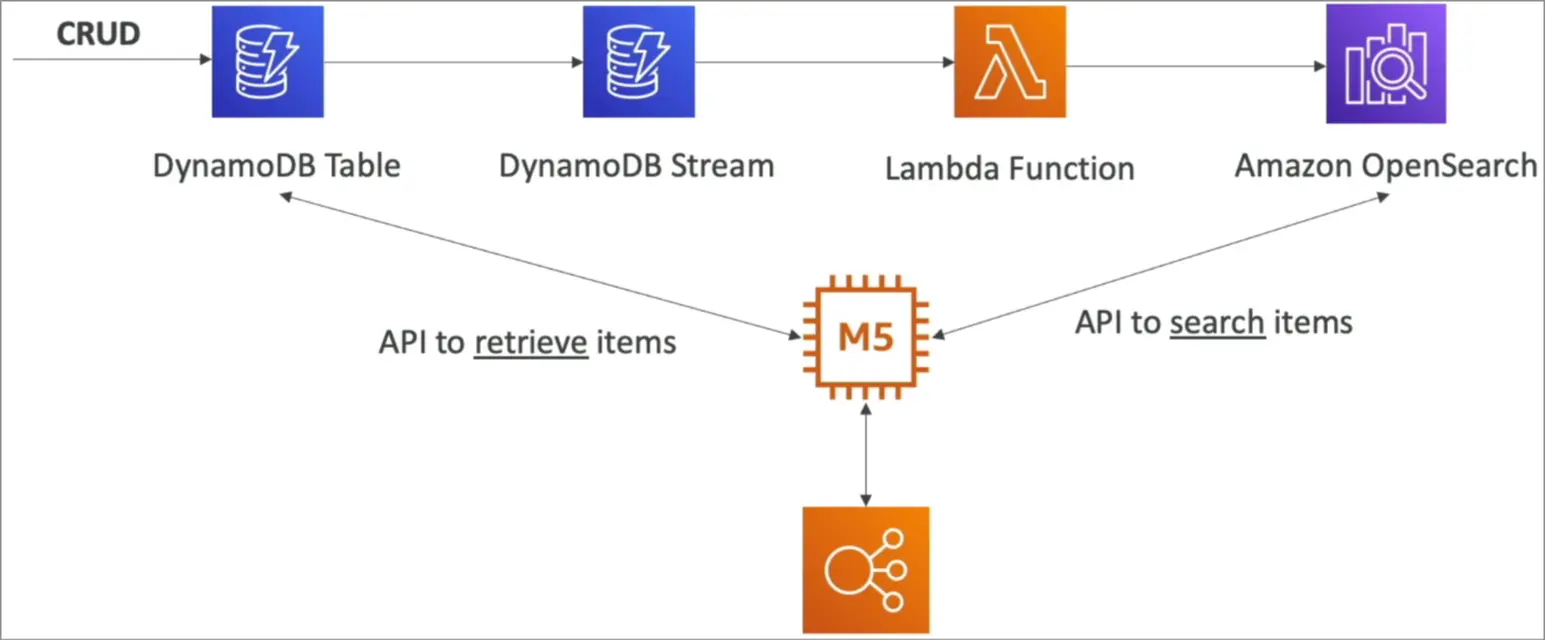 CRUD
DynamoDB Table
DynamoDB Stream
Lambda Function
Amazon OpenSearch
API to retrieve items
M5
API to search items